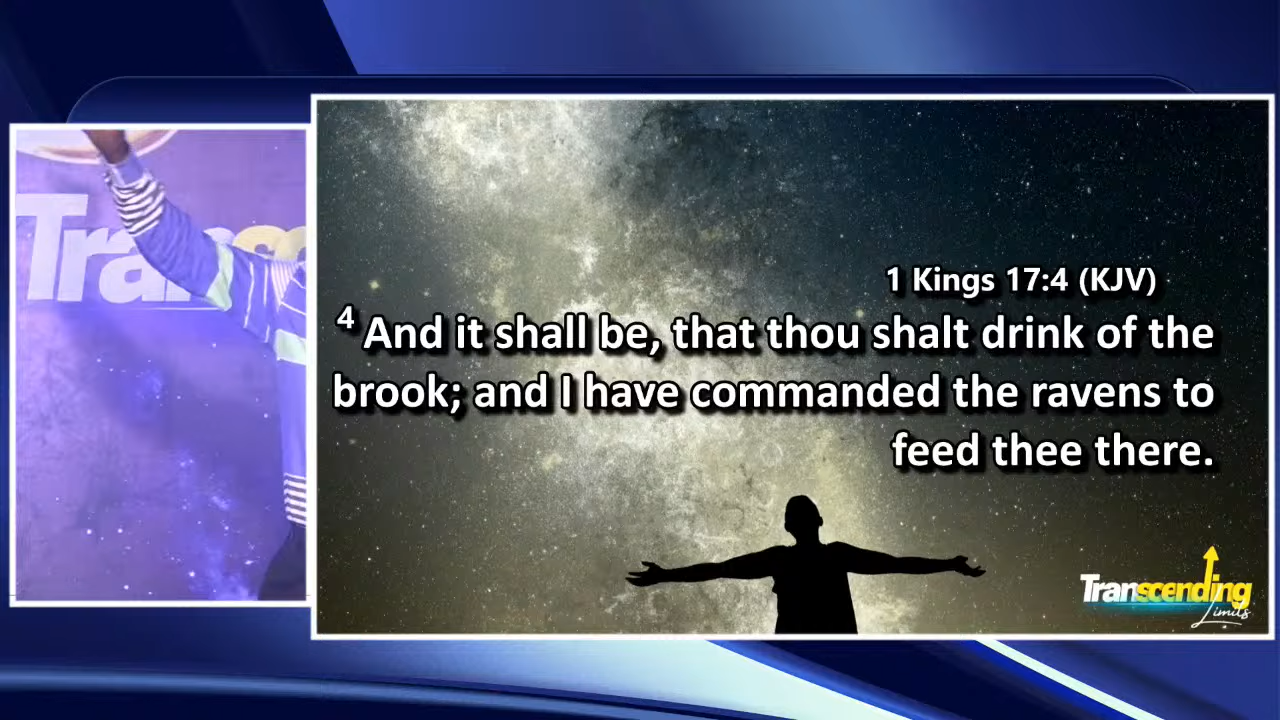 Trans
1 Kings 17:4 (KJV)
4 And it shall be, that thou shalt drink of the
brook; and I have commanded the ravens to
feed thee there.
Transcending
Limits